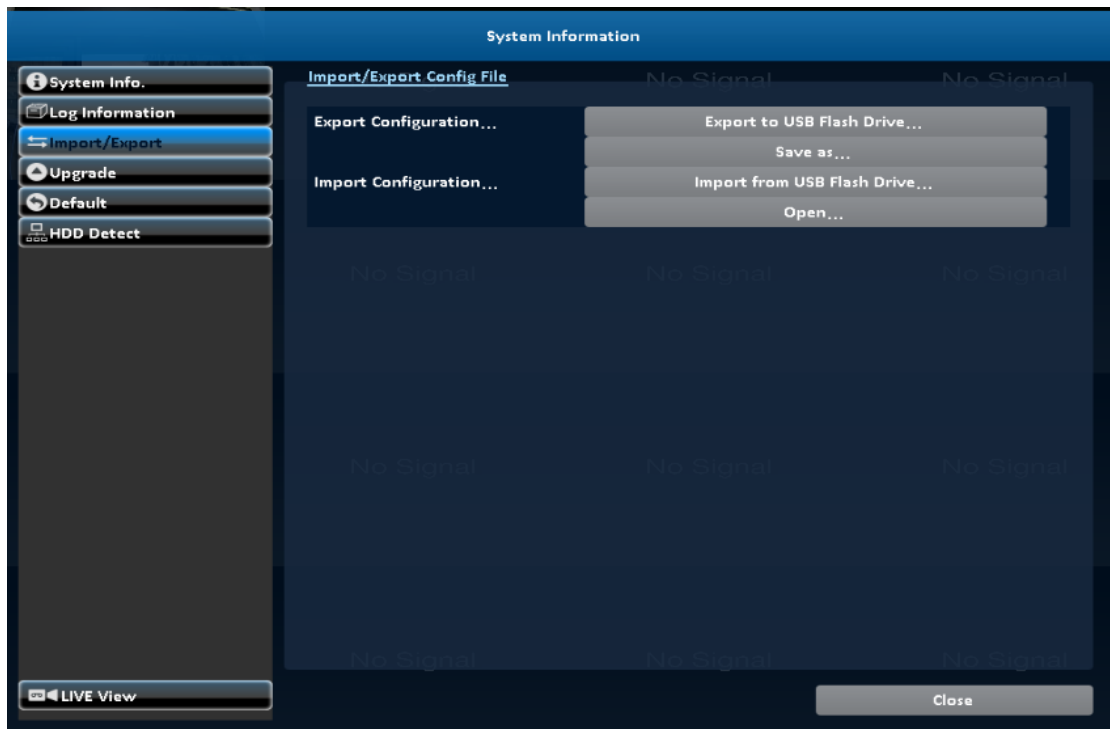 System Information
System Info.
Log Information
Import/Export
Upgrade
Default
HDD Detect
LIVE View
Import/Export Config File
No Signal No Signal
Export Configuration... Export to USB Flash Drive...
Save as...
Import Configuration... Import from USB Flash Drive...
Open...
No Signal No Signal No Signal
No Signal No Signal No Signal
No Signal No Signal No Signal
Close